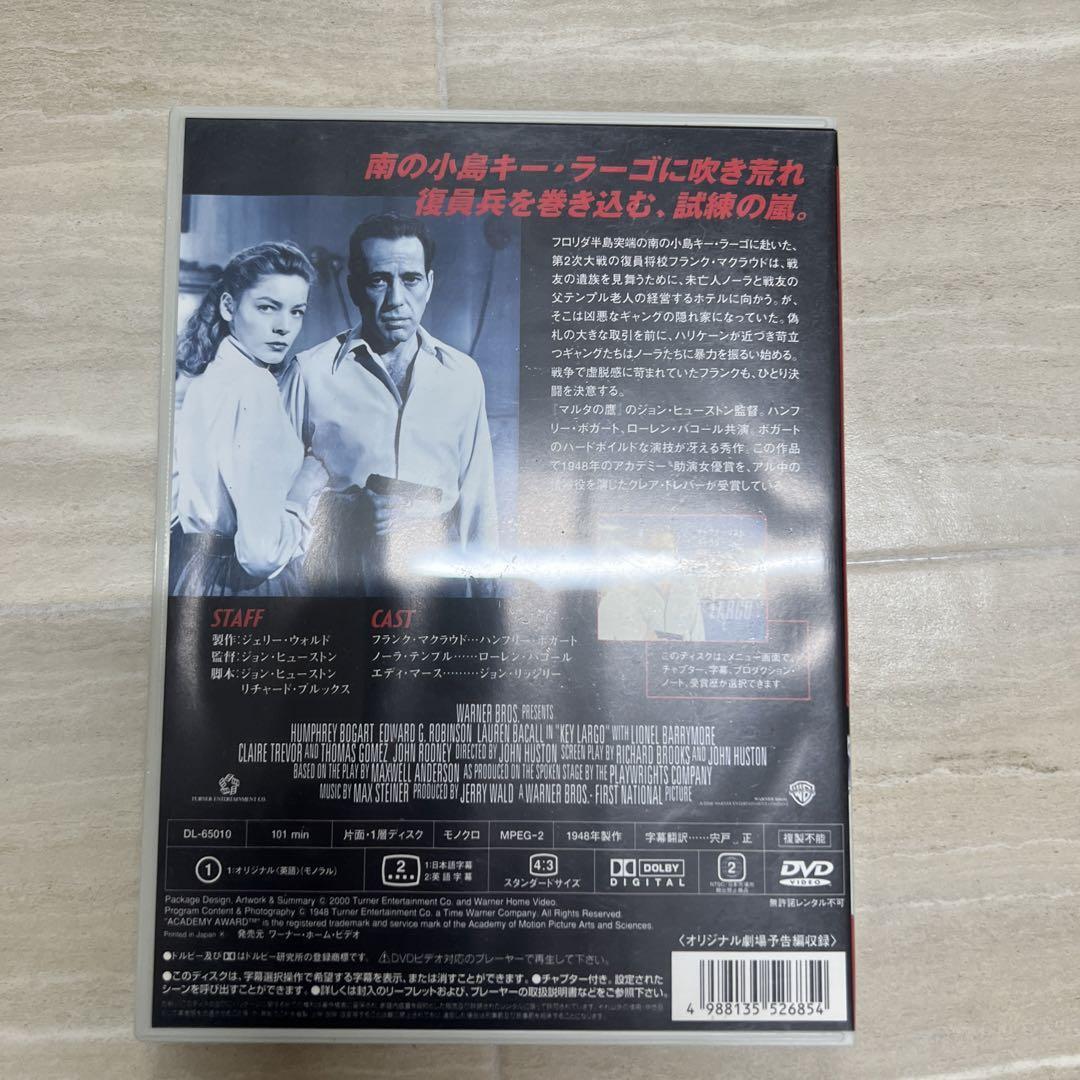 南の小島キー・ラーゴに吹き荒れ
復員兵を巻き込む、試練の嵐。
フロリダ半島突端の南の小島キー・ラーゴに赴いた、
第2次大戦の復員将校フランク・マクラウドは、戦
友の遺族を見舞うために、未亡人ノーラと戦友の
父テンプル老人の経営するホテルに向かう。が、
そこは凶悪なギャングの隠れ家になっていた。偽
札の大きな取引を前に、ハリケーンが近づき苛立
つギャングたちはノーラたちに暴力を振るい始める。
戦争で虚脱感に苛まれていたフランクも、ひとり決
闘を決意する。
『マルタの鷹』のジョン・ヒューストン監督。ハンフ
リー・ボガート、ローレン・バコール共演。ボガート
のハードボイルドな演技が冴える秀作。この作品
で1948年のアカデミー助演女優賞を、アル中の
役を演じたクレア・トレバーが受賞している
LARGO
このディスクは、メニュー画面で、
チャプター、字幕、プロダクション・
ノート、受賞歴が選択できます。
STAFF
製作:ジェリー・ウォルド
監督:ジョン・ヒューストン
脚本:ジョン・ヒューストン
リチャード・ブルックス
CAST
フランク・マクラウド…ハンフリー・ボガート
ノーラ・テンプル……ローレン・バコール
エディ・マース………ジョン・リッジリー
WARNER BROS. PRESENTS
HUMPHREY BOGART EDWARD G. ROBINSON LAUREN BACALL IN "KEY LARGO" WITH LIONEL BARRYMORE
CLAIRE TREVOR AND THOMAS GOMEZ JOHN RODNEY DIRECTED BY JOHN HUSTON SCREEN PLAY BY RICHARD BROOKS AND JOHN HUSTON
BASED ON THE PLAY BY MAXWELL ANDERSON AS PRODUCED ON THE SPOKEN STAGE BY THE PLAYWRIGHTS COMPANY
MUSIC BY MAX STEINER PRODUCED BY JERRY WALD A WARNER BROS.-FIRST NATIONAL PICTURE
TURNER ENTERTAINMENT CO.
WB
DL-65010 101 min 片面・1層ディスク モノクロ MPEG-2 1948年製作 字幕翻訳……宍戸 正 複製不能
1 1:オリジナル〈英語〉(モノラル) 2 1:日本語字幕
2:英語字幕
4:3
スタンダードサイズ
DOLBY
DIGITAL
2
DVD
VIDEO
無許諾レンタル不可
Package Design, Artwork & Summary © 2000 Turner Entertainment Co. and Warner Home Video.
Program Content & Photography © 1948 Turner Entertainment Co. a Time Warner Company. All Rights Reserved.
"ACADEMY AWARD™" is the registered trademark and service mark of the Academy of Motion Picture Arts and Sciences.
Printed in Japan 発売元 ワーナー・ホーム・ビデオ
〈オリジナル劇場予告編収録〉
●ドルビー及びはドルビー研究所の登録商標です。 ⚠DVDビデオ対応のプレーヤーで再生して下さい。
●このディスクは、字幕選択操作で希望する字幕を表示、または消すことができます。●チャプター付き。設定された
シーンを呼び出すことができます。●詳しくは封入のリーフレットおよび、プレーヤーの取扱説明書などをご参照下さい。
4 988135 526854